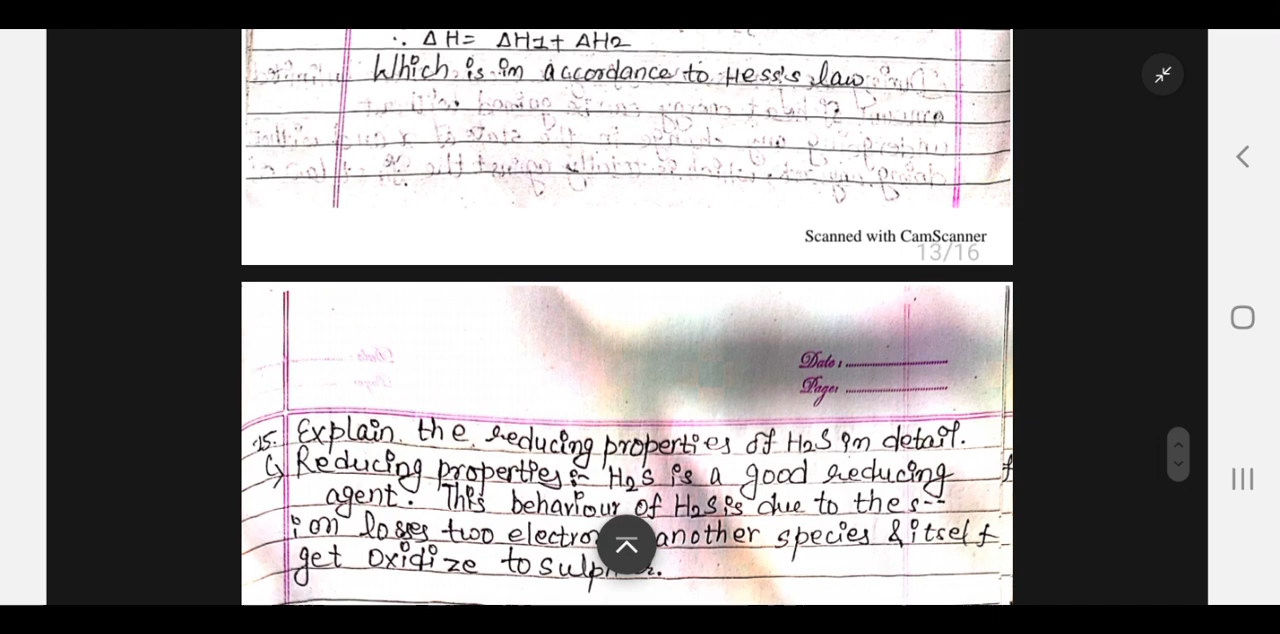 ∴ ΔH= ΔH1+ ΔH2
Which is in accordance to Hess's law
Scanned with CamScanner
13/16
Date :
Page:
15. Explain the reducing properties of H2S in detail.
↳ Reducing properties:- H2S is a good reducing
agent. This behaviour of H2S is due to the S--
ion loses two another species & itself
get oxidize to